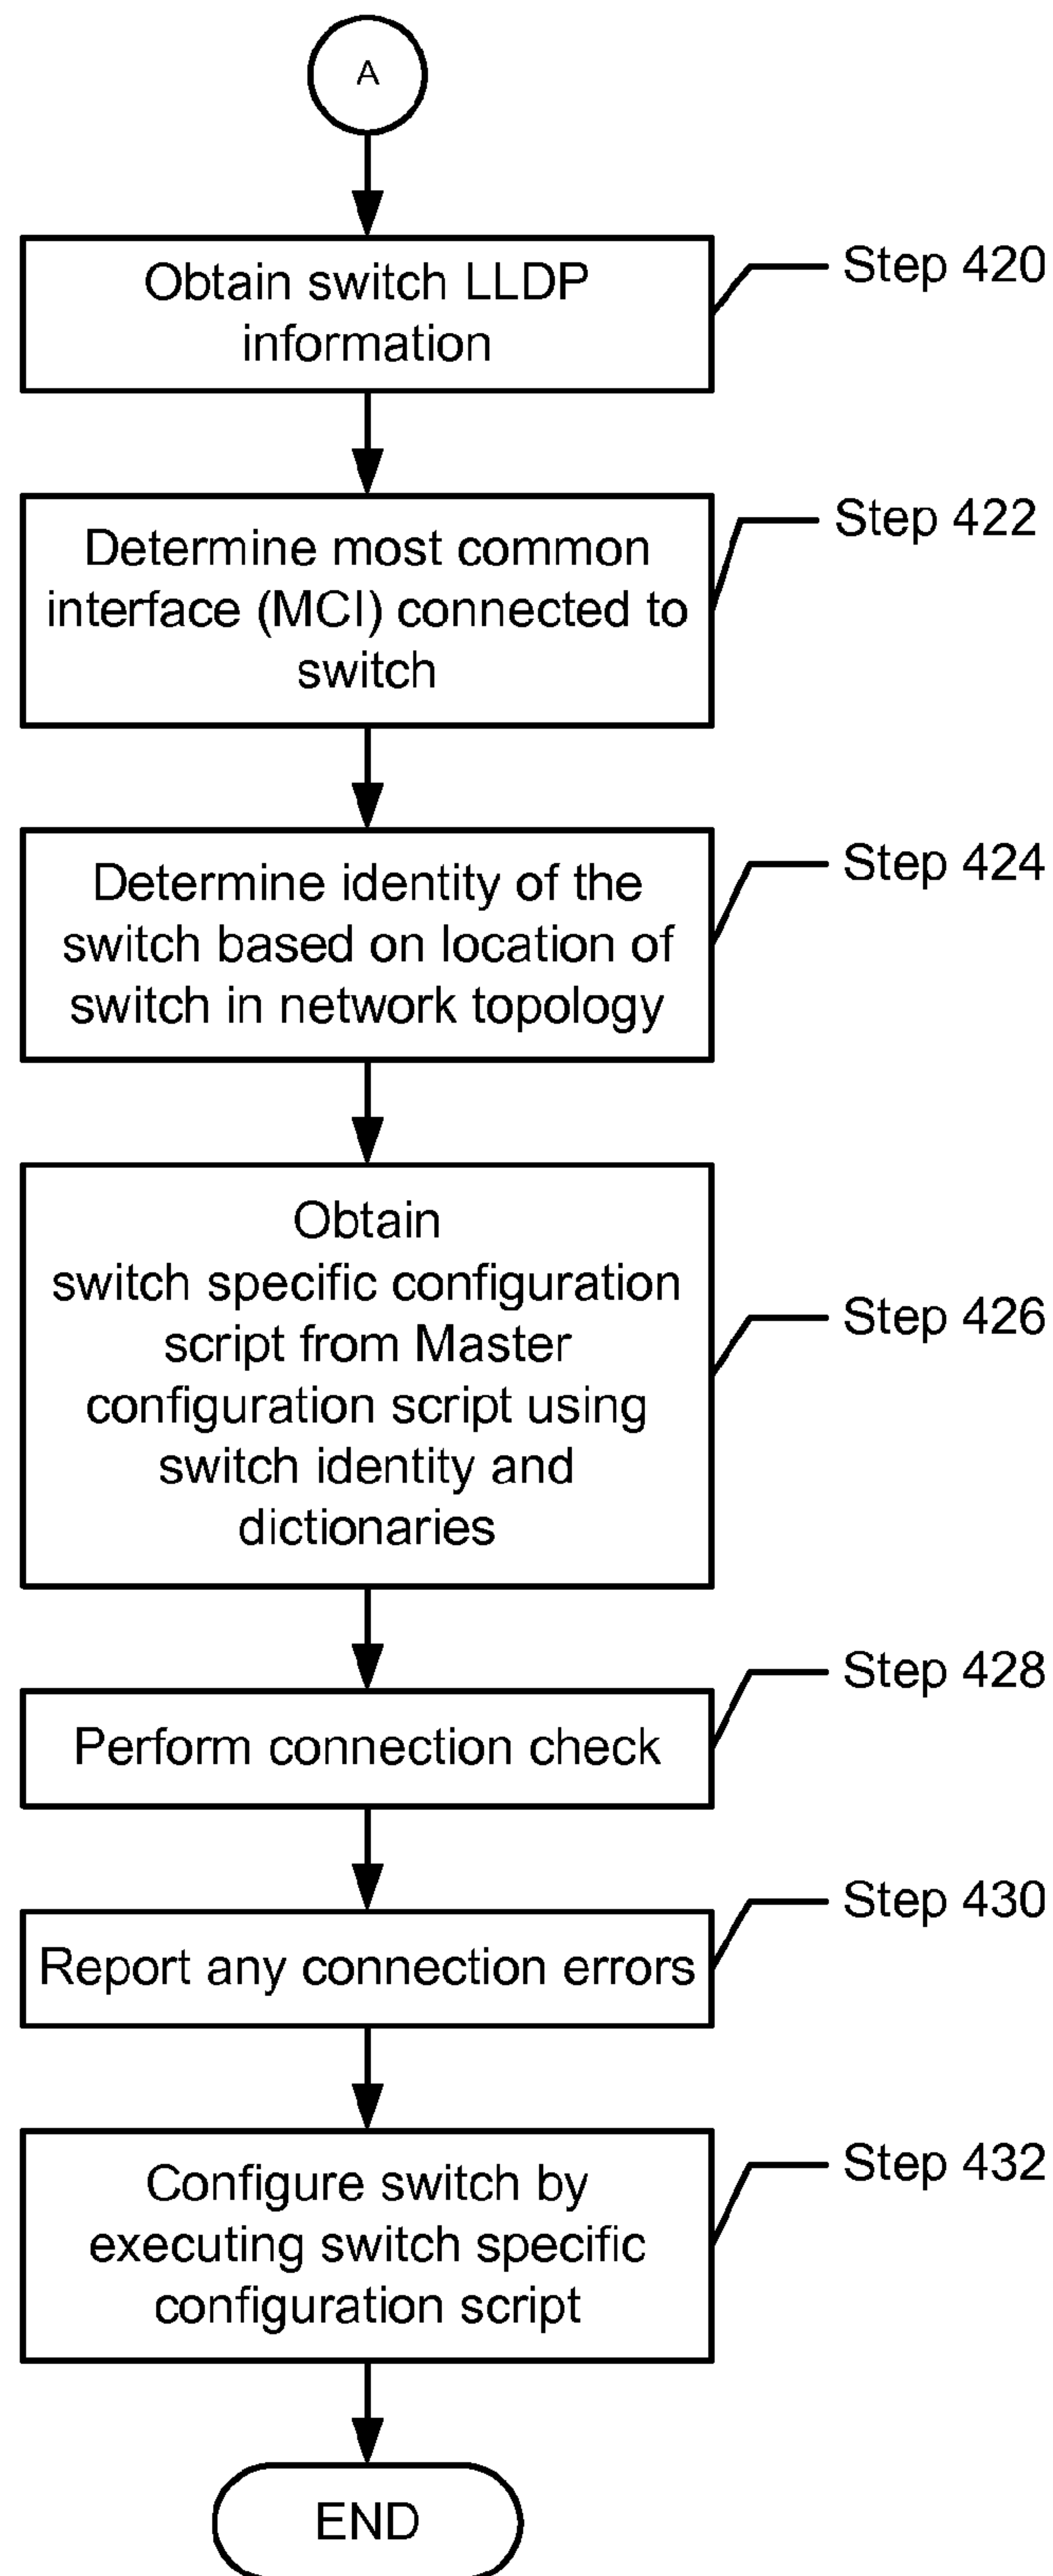 A
Obtain switch LLDP
information
Step 420
Determine most common
interface (MCI) connected to
switch
Step 422
Determine identity of the
switch based on location of
switch in network topology
Step 424
Obtain
switch specific configuration
script from Master
configuration script using
switch identity and
dictionaries
Step 426
Perform connection check
Step 428
Report any connection errors
Step 430
Configure switch by
executing switch specific
configuration script
Step 432
END